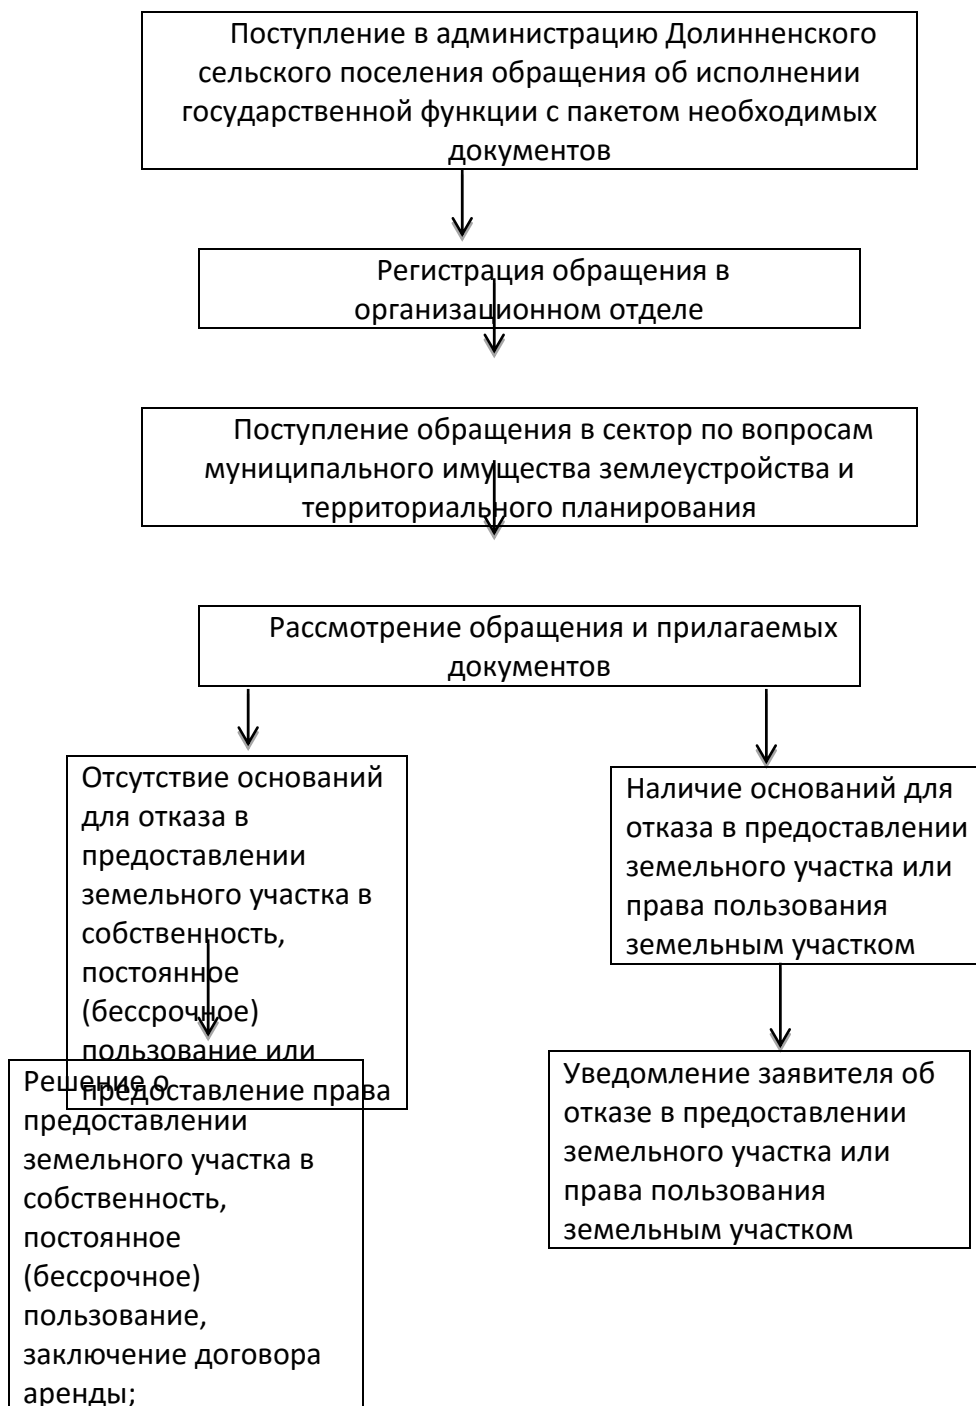 Поступление в администрацию Долинненского
сельского поселения обращения об исполнении
государственной функции с пакетом необходимых
документов
Регистрация обращения в
организационном отделе
Поступление обращения в сектор по вопросам
муниципального имущества землеустройства и
территориального планирования
Рассмотрение обращения и прилагаемых
документов
Отсутствие оснований
для отказа в
предоставлении
земельного участка в
собственность,
постоянное
(бессрочное)
пользование или
предоставление права
Наличие оснований для
отказа в предоставлении
земельного участка или
права пользования
земельным участком
Решение о
предоставлении
земельного участка в
собственность,
постоянное
(бессрочное)
пользование,
заключение договора
аренды;
Уведомление заявителя об
отказе в предоставлении
земельного участка или
права пользования
земельным участком